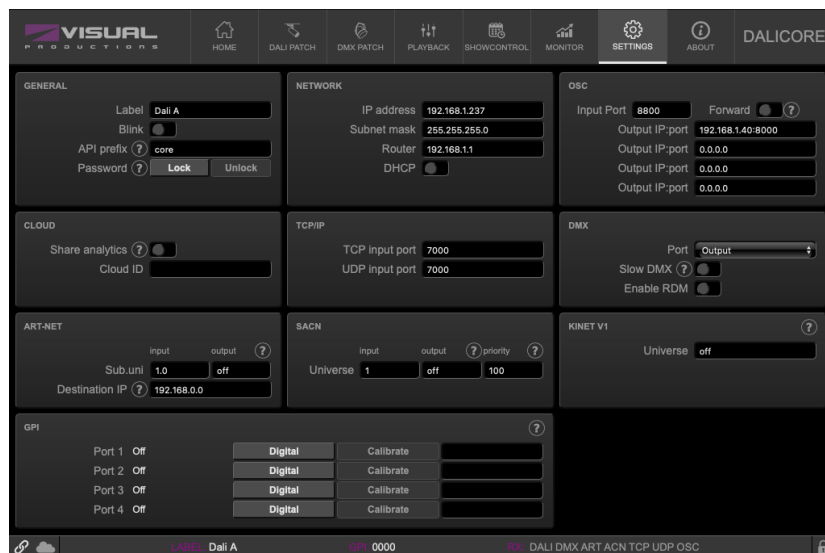 VISUAL
PRODUCTIONS
HOME
DALI PATCH
DMX PATCH
PLAYBACK
SHOWCONTROL
MONITOR
SETTINGS
ABOUT
DALICORE
GENERAL
Label Dali A
Blink
API prefix ? core
Password ? Lock Unlock
NETWORK
IP address 192.168.1.237
Subnet mask 255.255.255.0
Router 192.168.1.1
DHCP
OSC
Input Port 8800 Forward ?
Output IP:port 192.168.1.40:8000
Output IP:port 0.0.0.0
Output IP:port 0.0.0.0
Output IP:port 0.0.0.0
CLOUD
Share analytics ?
Cloud ID
TCP/IP
TCP input port 7000
UDP input port 7000
DMX
Port Output
Slow DMX ?
Enable RDM
ART-NET
input output ?
Sub.uni 1.0 off
Destination IP ? 192.168.0.0
SACN
input output ? priority ?
Universe 1 off 100
KINET V1 ?
Universe off
GPI ?
Port 1 Off Digital Calibrate
Port 2 Off Digital Calibrate
Port 3 Off Digital Calibrate
Port 4 Off Digital Calibrate
LABEL: Dali A GPI: 0000 RX: DALI DMX ART ACN TCP UDP OSC